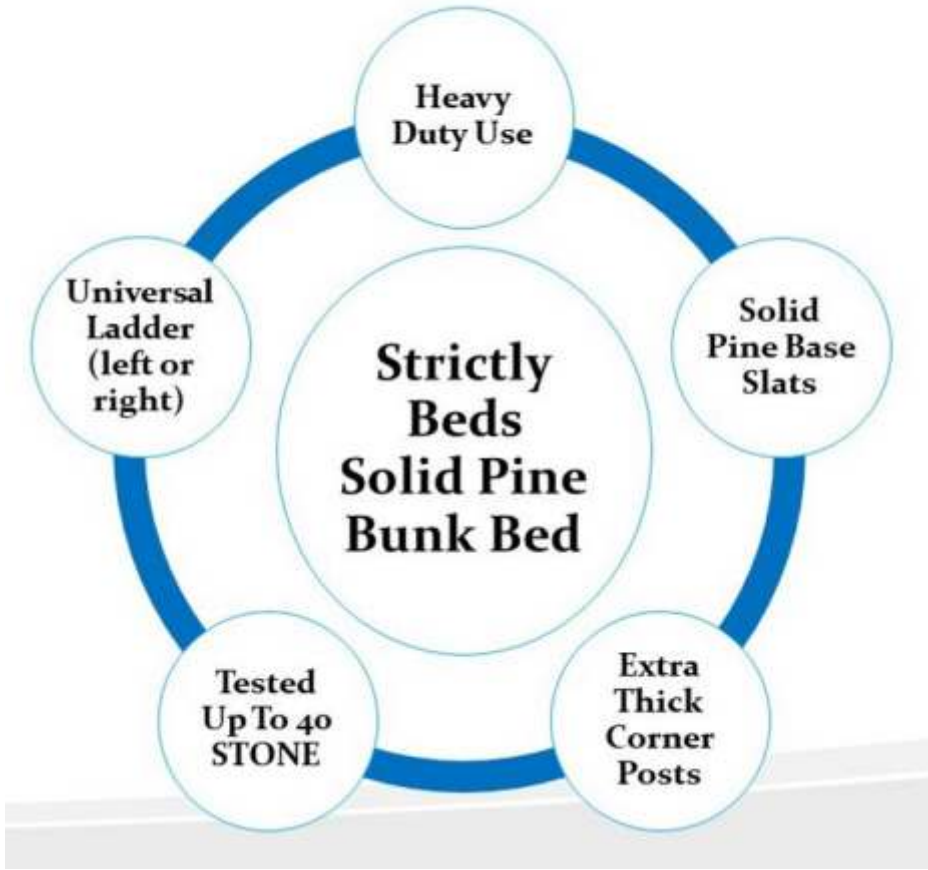 Heavy
Duty Use
Universal
Ladder
(left or
right)
Solid
Pine Base
Slats
Strictly
Beds
Solid Pine
Bunk Bed
Tested
Up To 40
STONE
Extra
Thick
Corner
Posts